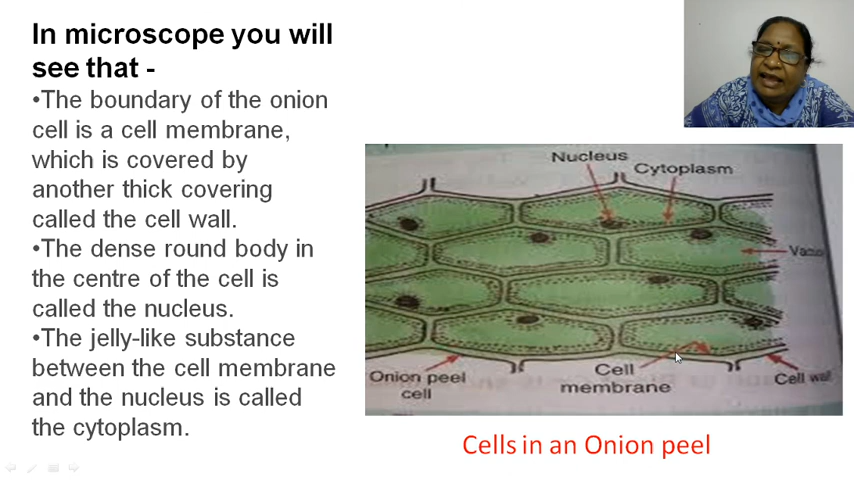 In microscope you will
see that -
•The boundary of the onion
cell is a cell membrane,
which is covered by
another thick covering
called the cell wall.
•The dense round body in
the centre of the cell is
called the nucleus.
•The jelly-like substance
between the cell membrane
and the nucleus is called
the cytoplasm.
Nucleus
Cytoplasm
Onion peel
cell
Cell
membrane
Cell wall
Cells in an Onion peel